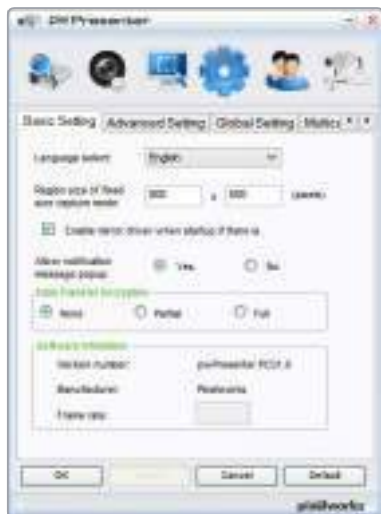 Basic Setting Advanced Setting Global Setting
Language select: English
Region size of fixed
size capture mode: x (pixels)
Enable mirror driver when startup if there is
Allow notification
message popup: Yes No
Data Transfer Encryption
None Partial Full
Software Information
Version number:
Manufacturer: Pixelworks
Frame rate:
OK Cancel Default
pixelworks